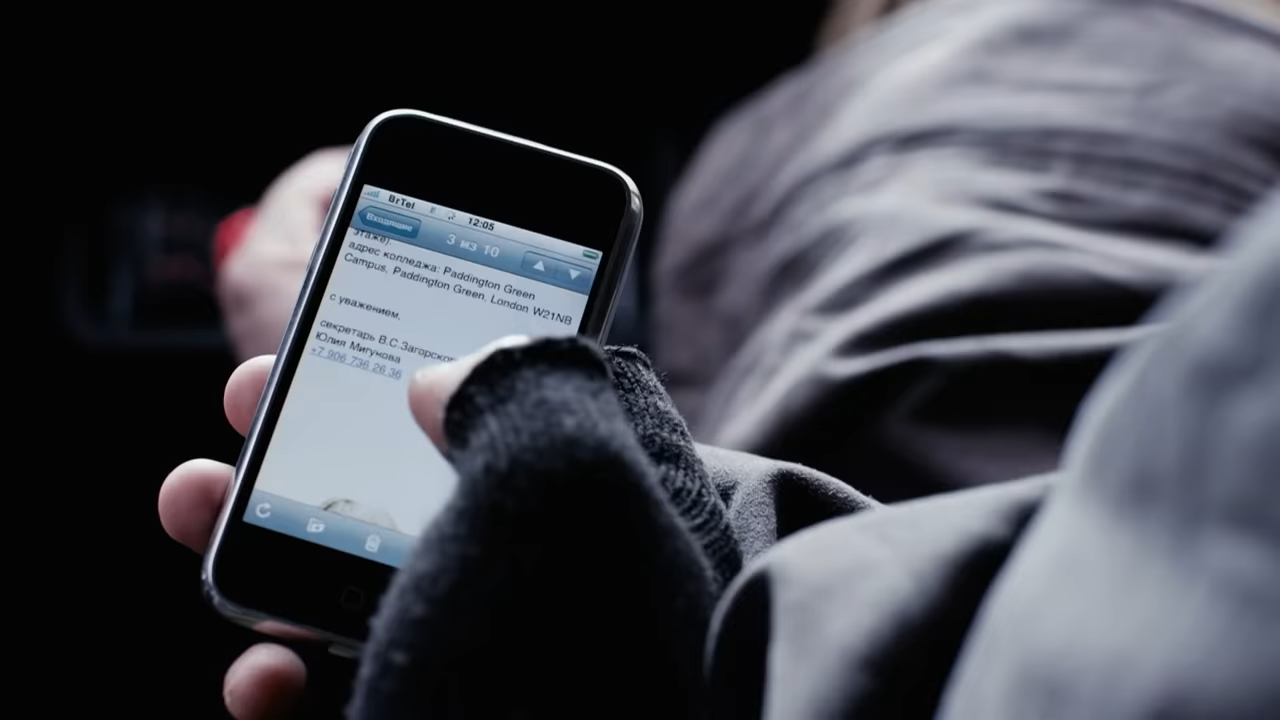 BrTel 12:05
Входящие 3 из 10
этаже).
адрес колледжа: Paddington Green
Campus, Paddington Green, London W21NB
с уважением,
секретарь В.С.Загорского
Юлия Мигунова
+7 906 736 26 36